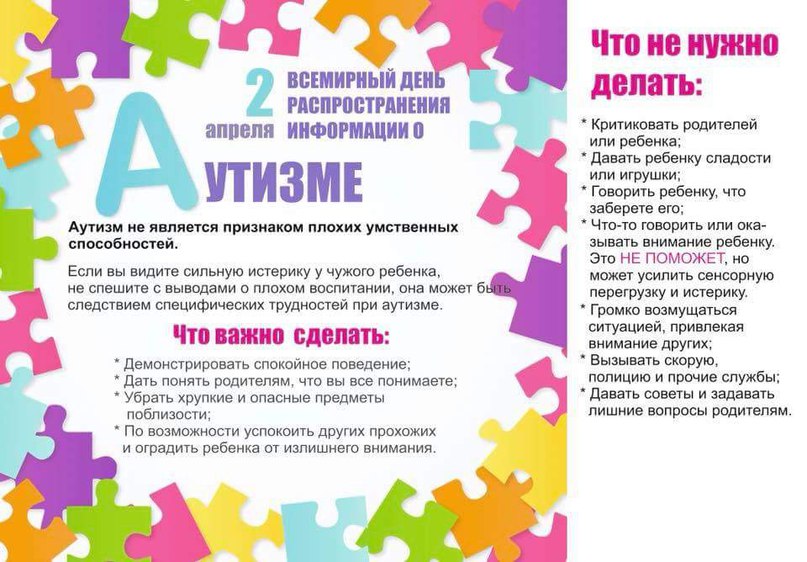 2 апреля
ВСЕМИРНЫЙ ДЕНЬ
РАСПРОСТРАНЕНИЯ
ИНФОРМАЦИИ О
АУТИЗМЕ
Аутизм не является признаком плохих умственных
способностей.
Если вы видите сильную истерику у чужого ребенка,
не спешите с выводами о плохом воспитании, она может быть
следствием специфических трудностей при аутизме.
Что важно сделать:
* Демонстрировать спокойное поведение;
* Дать понять родителям, что вы все понимаете;
* Убрать хрупкие и опасные предметы
поблизости;
* По возможности успокоить других прохожих
и оградить ребенка от излишнего внимания.
Что не нужно
делать:
* Критиковать родителей
или ребенка;
* Давать ребенку сладости
или игрушки;
* Говорить ребенку, что
заберете его;
* Что-то говорить или ока-
зывать внимание ребенку.
Это НЕ ПОМОЖЕТ, но
может усилить сенсорную
перегрузку и истерику.
* Громко возмущаться
ситуацией, привлекая
внимание других;
* Вызывать скорую,
полицию и прочие службы;
* Давать советы и задавать
лишние вопросы родителям.